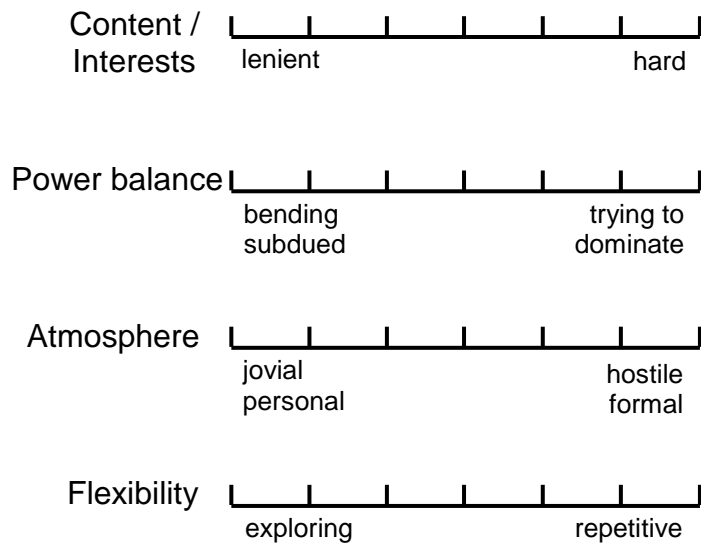 Content /
Interests
lenient hard
Power balance
bending trying to
subdued dominate
Atmosphere
jovial hostile
personal formal
Flexibility
exploring repetitive